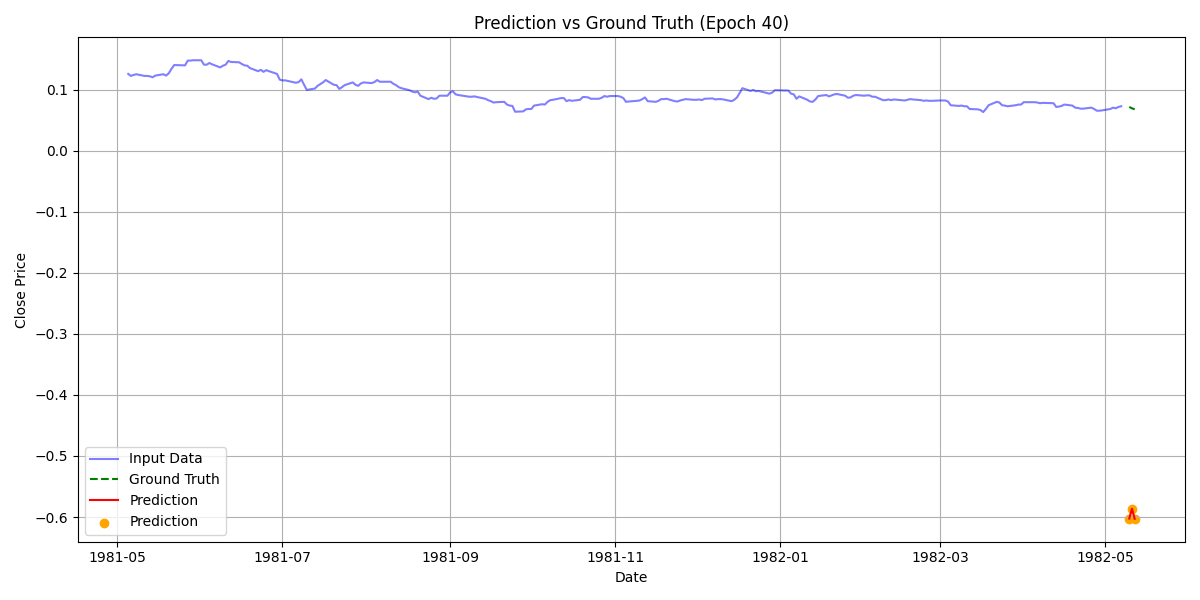 Prediction vs Ground Truth (Epoch 40)
Close Price
0.1
0.0
−0.1
−0.2
−0.3
−0.4
−0.5
−0.6
Input Data
Ground Truth
Prediction
Prediction
1981-05 1981-07 1981-09 1981-11 1982-01 1982-03 1982-05
Date